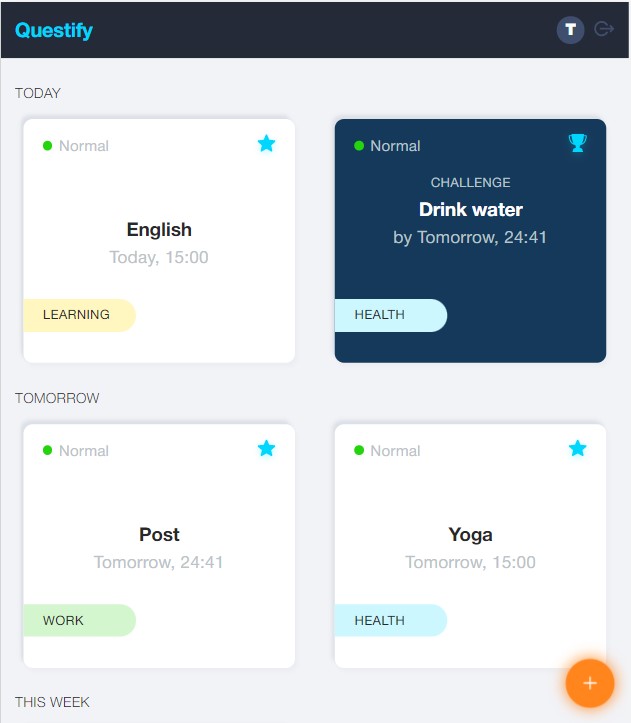 Questify
T
TODAY
Normal
English
Today, 15:00
LEARNING
Normal
CHALLENGE
Drink water
by Tomorrow, 24:41
HEALTH
TOMORROW
Normal
Post
Tomorrow, 24:41
WORK
Normal
Yoga
Tomorrow, 15:00
HEALTH
+
THIS WEEK